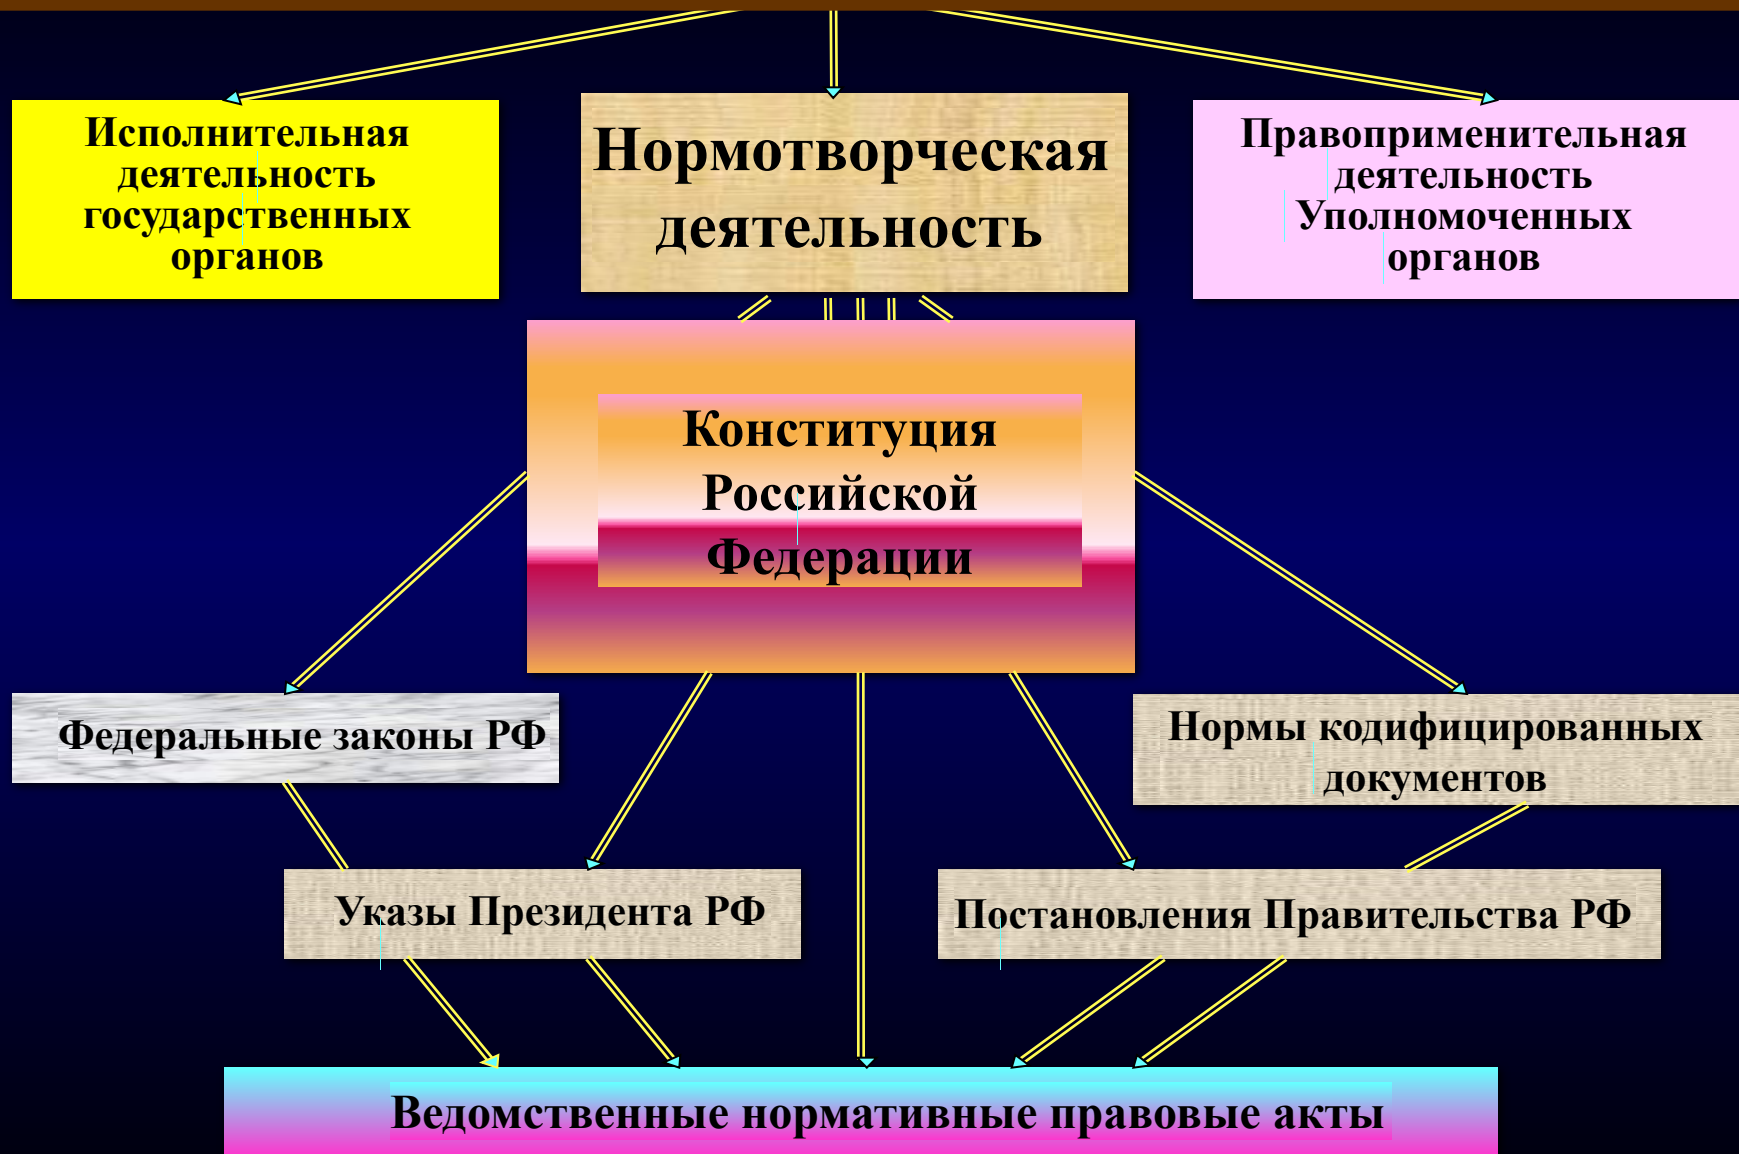 Исполнительная
деятельность
государственных
органов
Нормотворческая
деятельность
Правоприменительная
деятельность
Уполномоченных
органов
Конституция
Российской
Федерации
Федеральные законы РФ
Нормы кодифицированных
документов
Указы Президента РФ
Постановления Правительства РФ
Ведомственные нормативные правовые акты